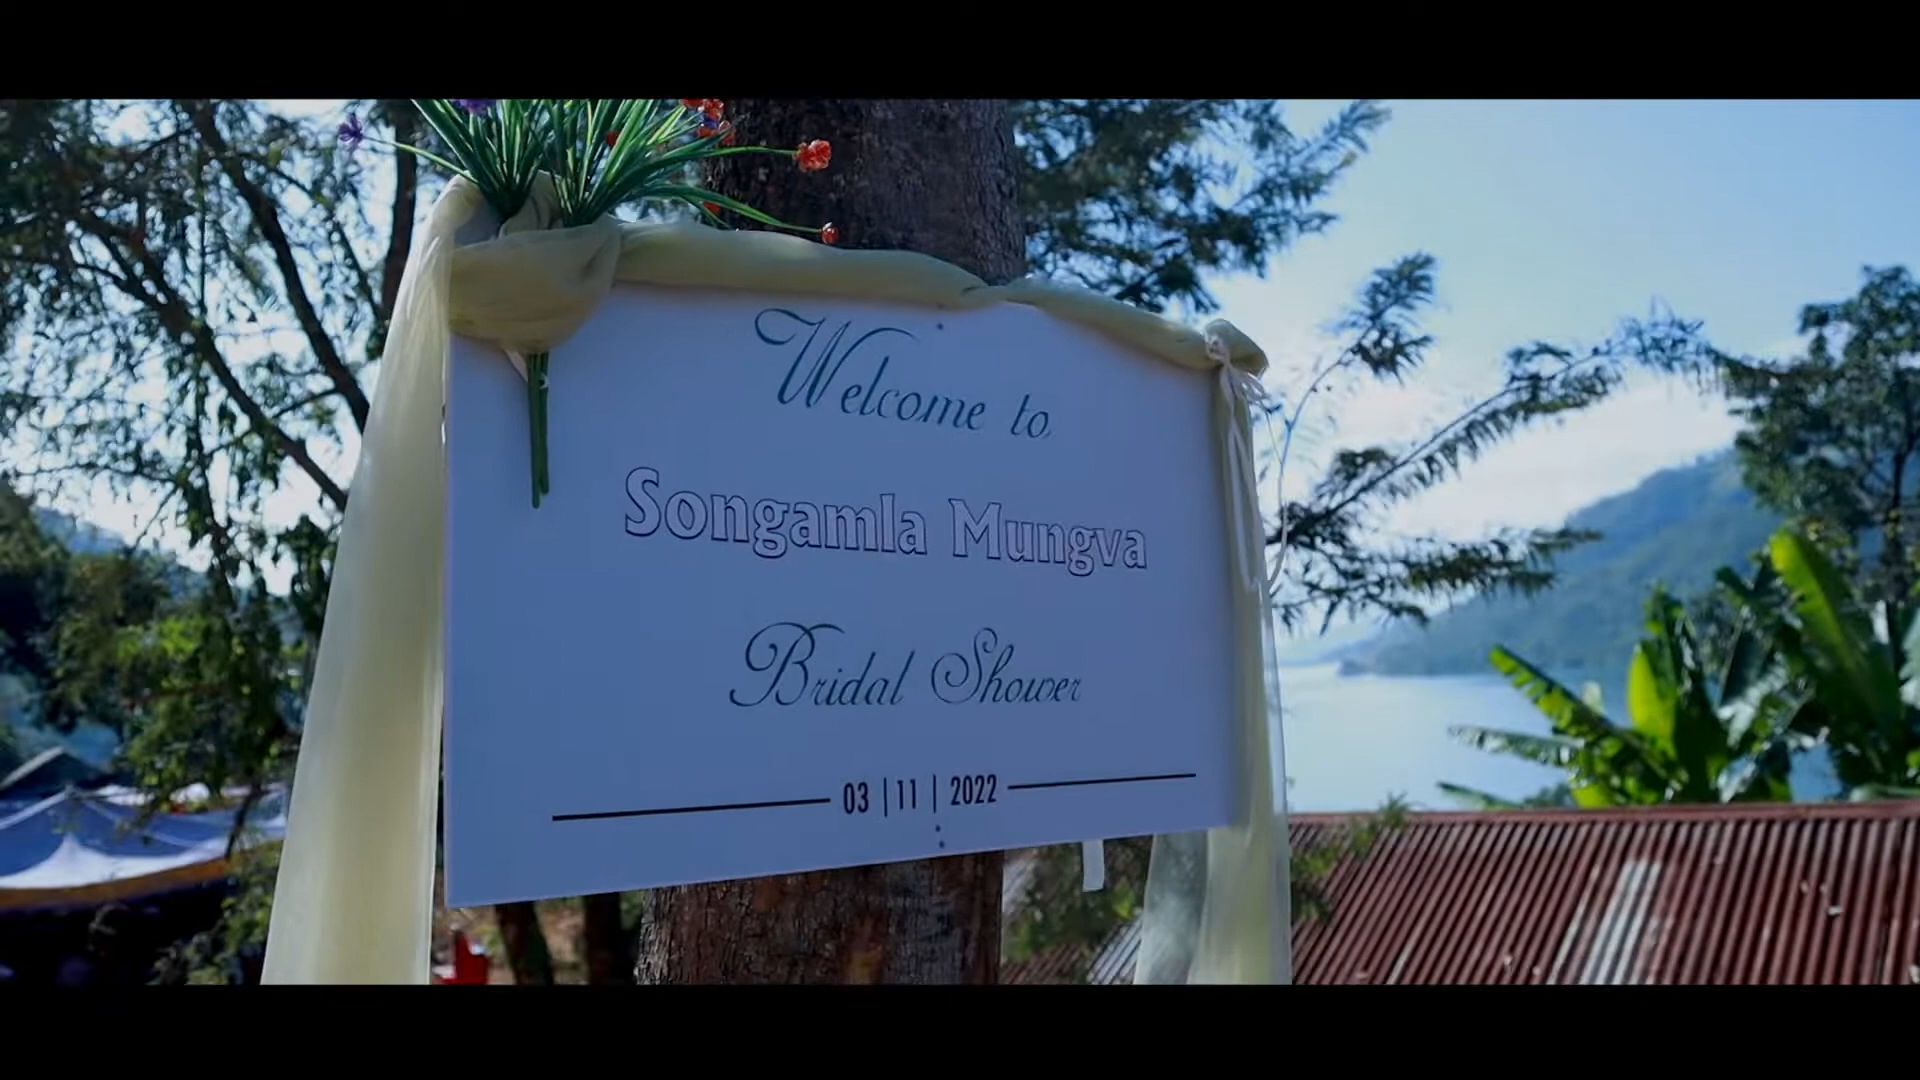 Welcome to
Songamla Mungva
Bridal Shower
03 | 11 | 2022